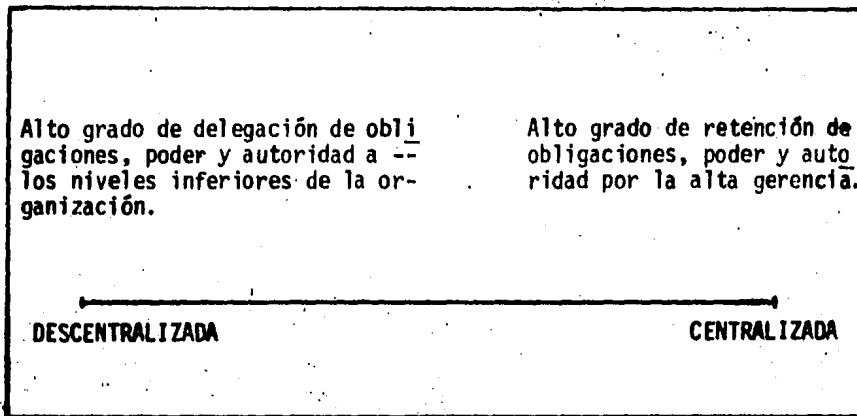 Alto grado de delegación de obli
gaciones, poder y autoridad a --
los niveles inferiores de la or-
ganización.
Alto grado de retención de
obligaciones, poder y auto
ridad por la alta gerencia.
DESCENTRALIZADA
CENTRALIZADA